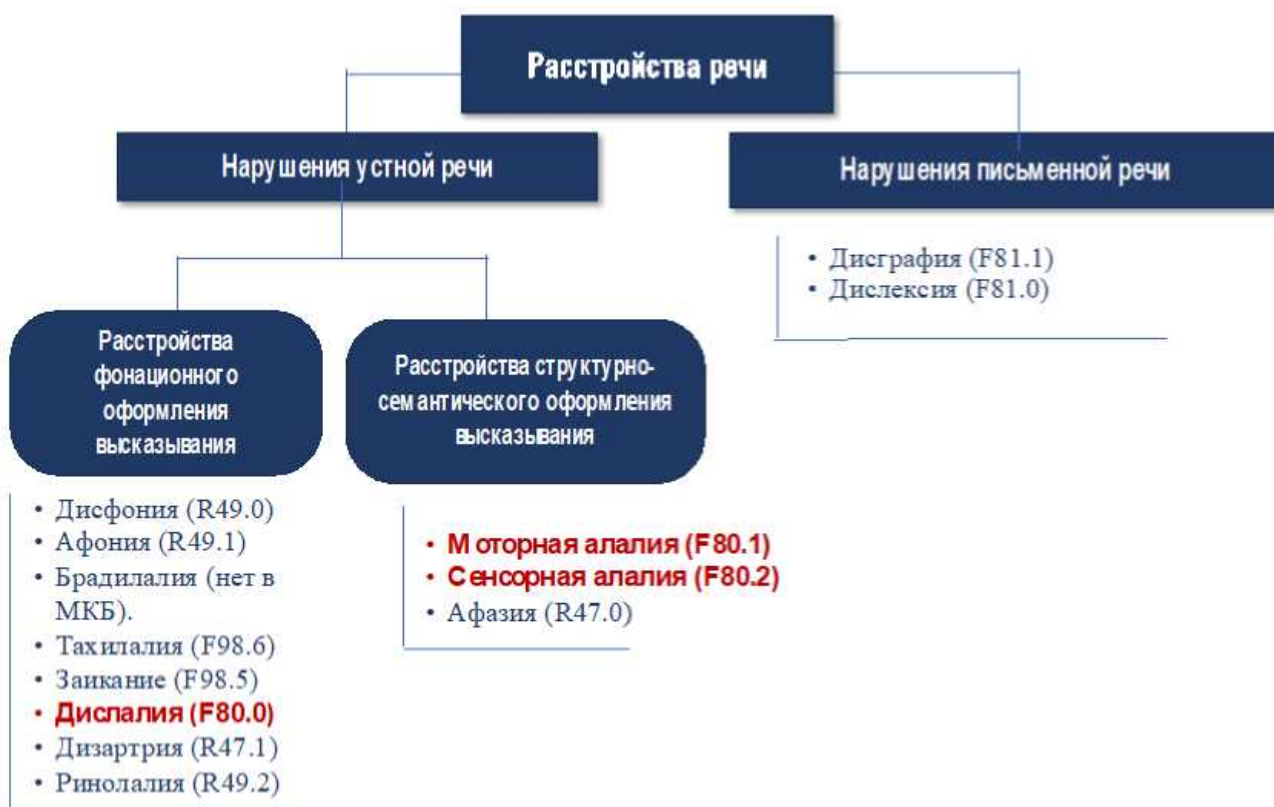 Расстройства речи
Нарушения устной речи
Нарушения письменной речи
• Дисграфия (F81.1)
• Дислексия (F81.0)
Расстройства
фонационного
оформления
высказывания
Расстройства структурно-
семантического оформления
высказывания
• Дисфония (R49.0)
• Афония (R49.1)
• Брадилалия (нет в
МКБ).
• Тахилалия (F98.6)
• Заикание (F98.5)
• Дислалия (F80.0)
• Дизартрия (R47.1)
• Ринолалия (R49.2)
• Моторная алалия (F80.1)
• Сенсорная алалия (F80.2)
• Афазия (R47.0)